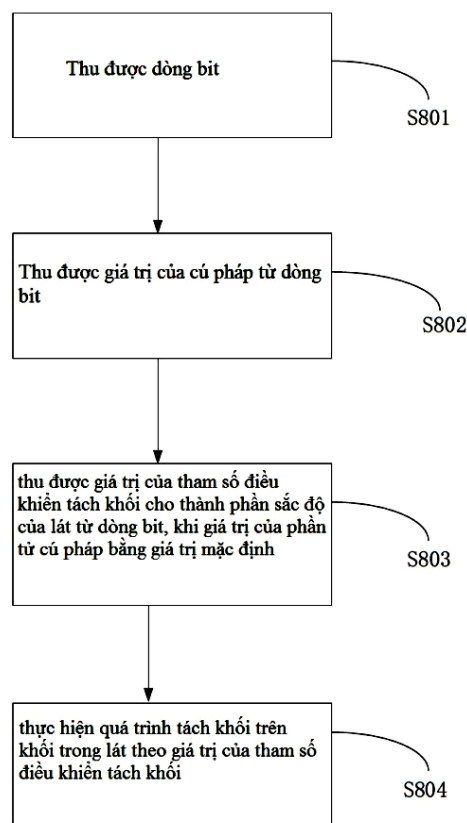 Thu được dòng bit
S801
Thu được giá trị của cú pháp từ dòng
bit
S802
thu được giá trị của tham số điều
khiển tách khối cho thành phần sắc độ
của lát từ dòng bit, khi giá trị của phần
tử cú pháp bằng giá trị mặc định
S803
thực hiện quá trình tách khối trên
khối trong lát theo giá trị của tham số
điều khiển tách khối
S804